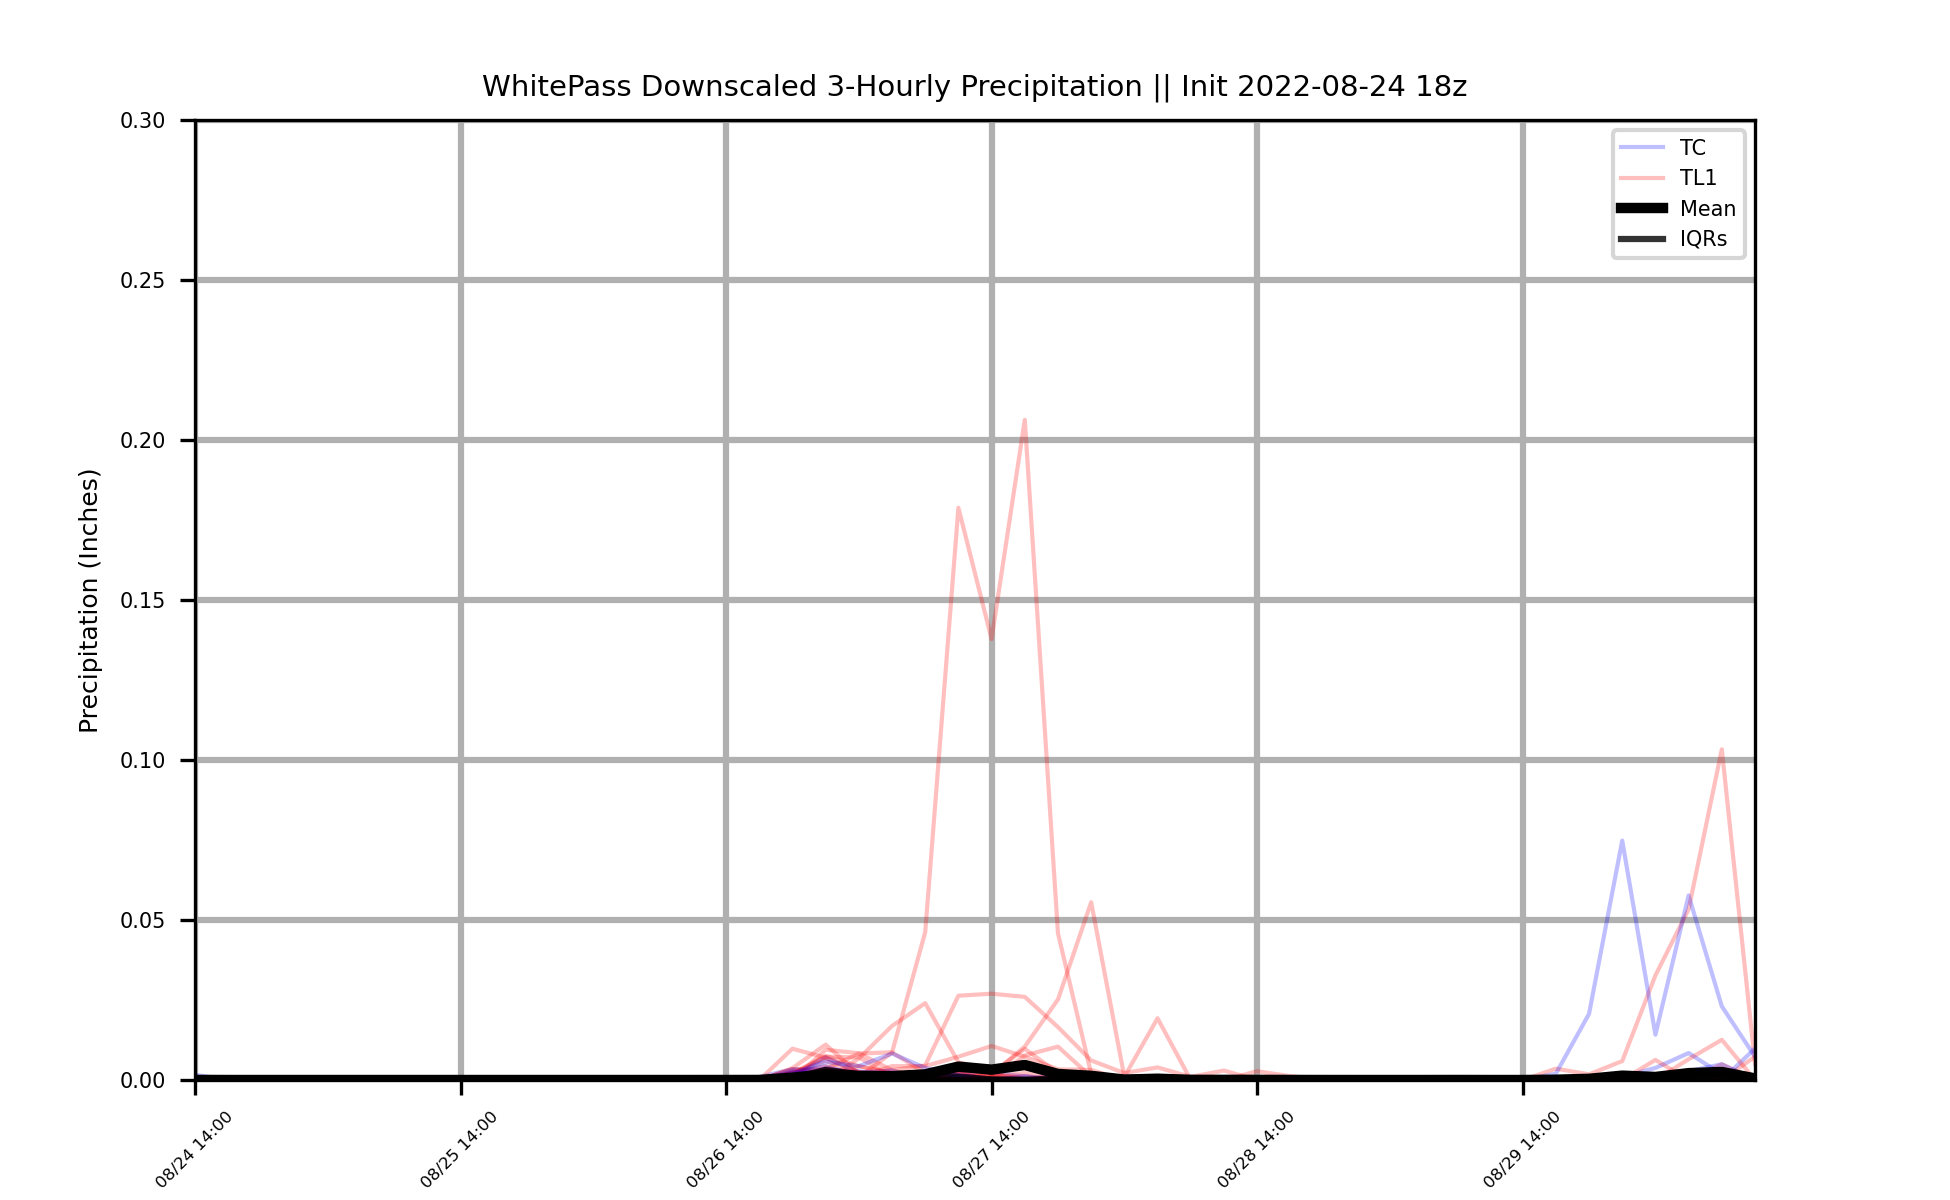 WhitePass Downscaled 3-Hourly Precipitation || Init 2022-08-24 18z
0.30
0.25
0.20
0.15
0.10
0.05
0.00
Precipitation (Inches)
TC
TL1
Mean
IQRs
08/24 14:00
08/25 14:00
08/26 14:00
08/27 14:00
08/28 14:00
08/29 14:00